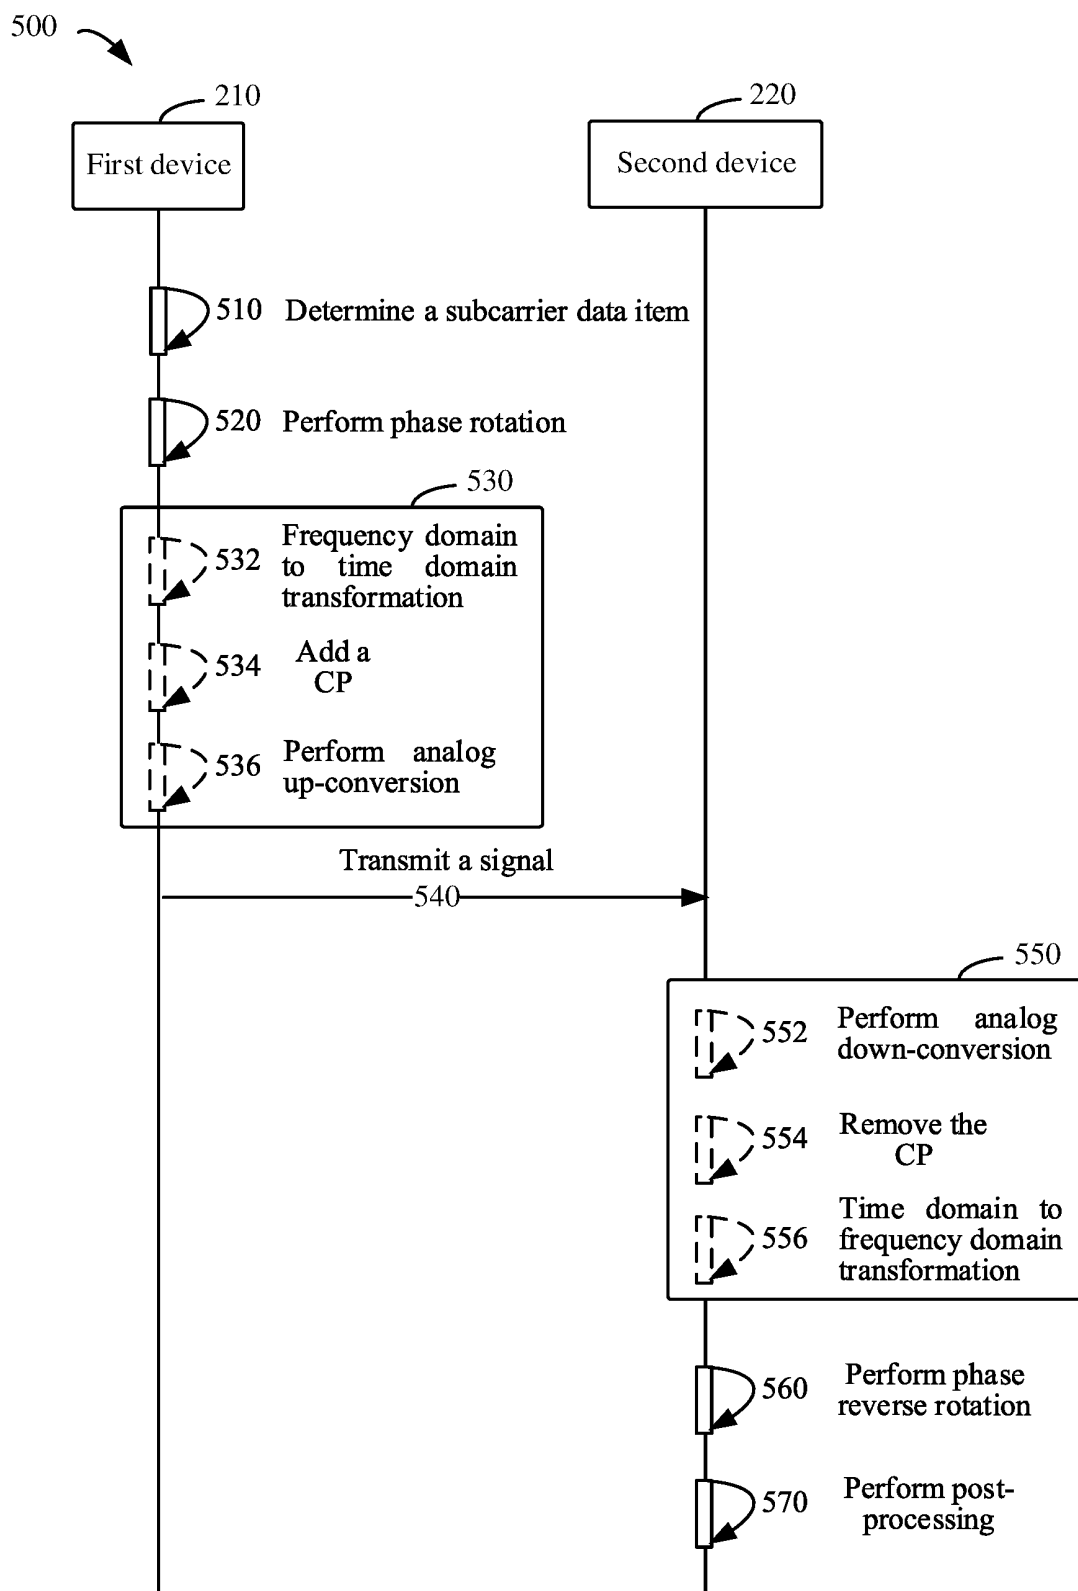 500
210
220
First device
Second device
510 Determine a subcarrier data item
520 Perform phase rotation
530
532 Frequency domain
to time domain
transformation
534 Add a
CP
536 Perform analog
up-conversion
Transmit a signal
540
550
552 Perform analog
down-conversion
554 Remove the
CP
556 Time domain to
frequency domain
transformation
560 Perform phase
reverse rotation
570 Perform post-
processing